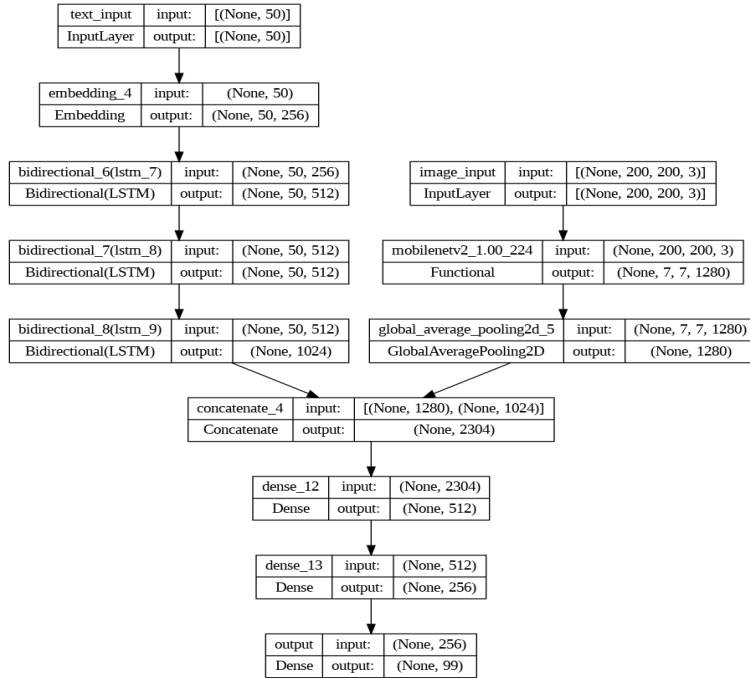 text_input input: [(None, 50)]
InputLayer output: [(None, 50)]
embedding_4 input: (None, 50)
Embedding output: (None, 50, 256)
bidirectional_6(lstm_7) input: (None, 50, 256)
Bidirectional(LSTM) output: (None, 50, 512)
image_input input: [(None, 200, 200, 3)]
InputLayer output: [(None, 200, 200, 3)]
bidirectional_7(lstm_8) input: (None, 50, 512)
Bidirectional(LSTM) output: (None, 50, 512)
mobilenetv2_1.00_224 input: (None, 200, 200, 3)
Functional output: (None, 7, 7, 1280)
bidirectional_8(lstm_9) input: (None, 50, 512)
Bidirectional(LSTM) output: (None, 1024)
global_average_pooling2d_5 input: (None, 7, 7, 1280)
GlobalAveragePooling2D output: (None, 1280)
concatenate_4 input: [(None, 1280), (None, 1024)]
Concatenate output: (None, 2304)
dense_12 input: (None, 2304)
Dense output: (None, 512)
dense_13 input: (None, 512)
Dense output: (None, 256)
output input: (None, 256)
Dense output: (None, 99)